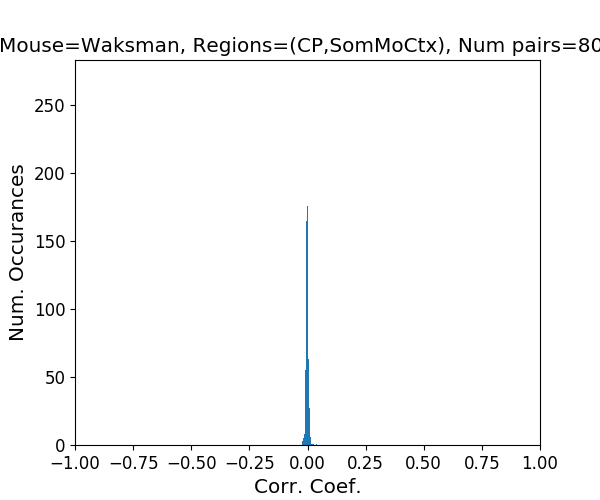 Mouse=Waksman, Regions=(CP,SomMoCtx), Num pairs=80
250
200
150
100
50
0
Num. Occurances
−1.00 −0.75 −0.50 −0.25 0.00 0.25 0.50 0.75 1.00
Corr. Coef.